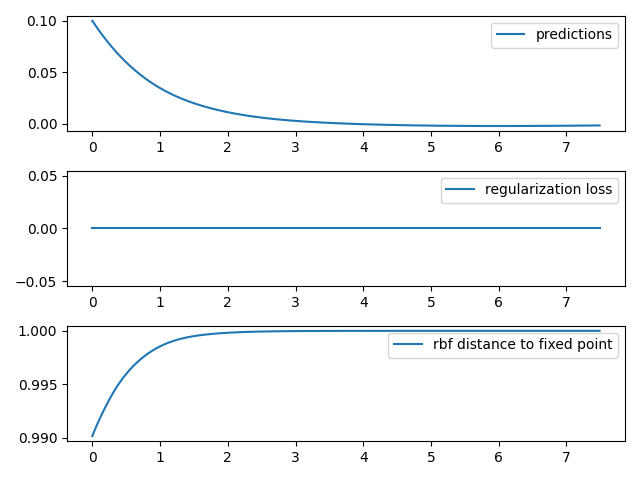 0.10
predictions
0.05
0.00
0 1 2 3 4 5 6 7
0.05
regularization loss
0.00
−0.05
0 1 2 3 4 5 6 7
1.000
rbf distance to fixed point
0.995
0.990
0 1 2 3 4 5 6 7